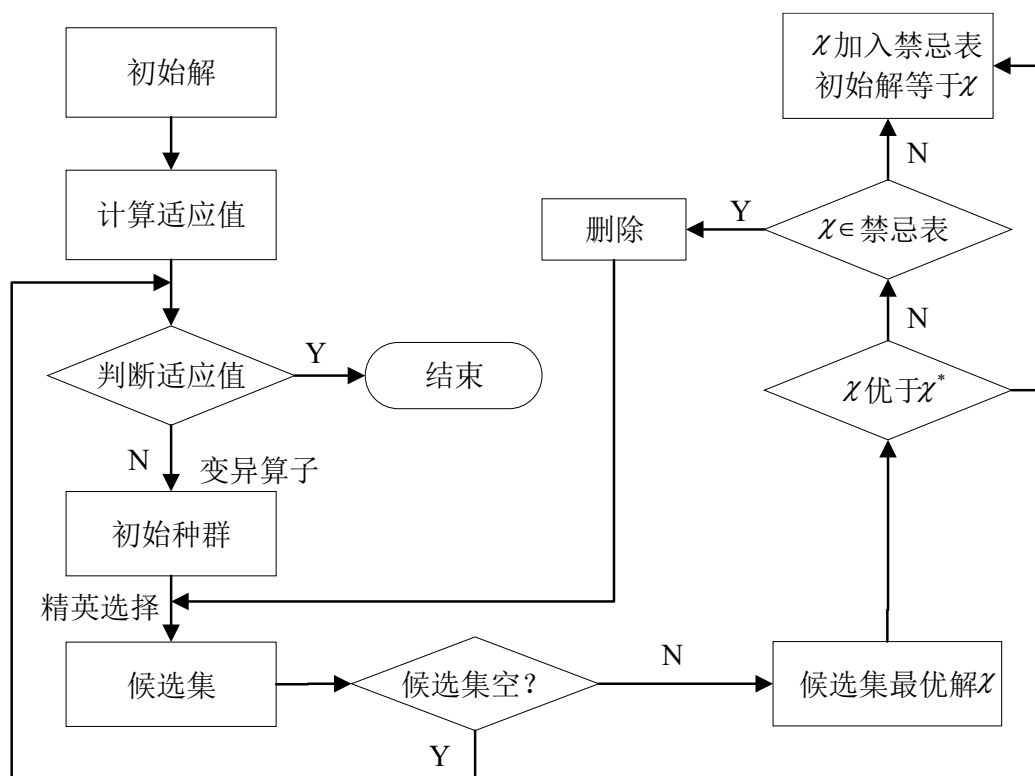 初始解
计算适应值
判断适应值
Y
结束
N
变异算子
初始种群
精英选择
候选集
候选集空？
Y
N
候选集最优解χ
χ优于χ*
N
χ∈禁忌表
Y
删除
N
χ加入禁忌表
初始解等于χ